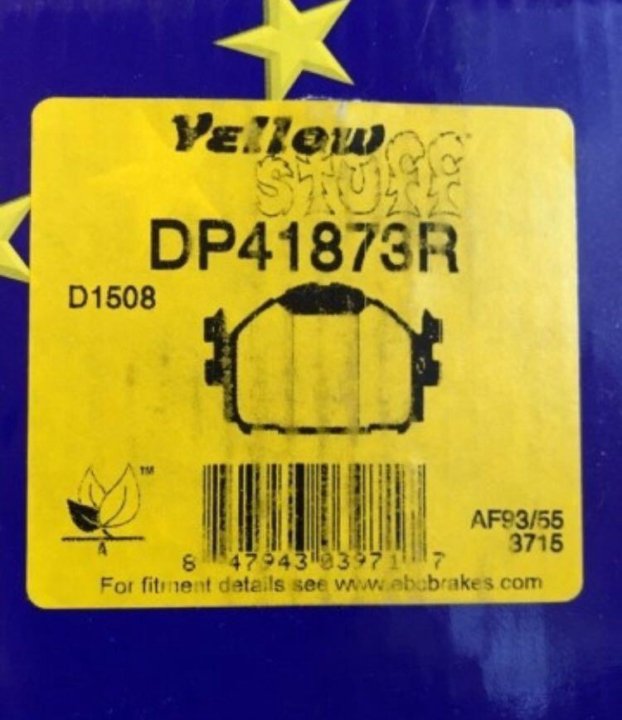 Yellow
STUFF
DP41873R
D1508
TM
A
AF93/55
3715
8 47943 03971 7
For fitment details see www.ebcbrakes.com